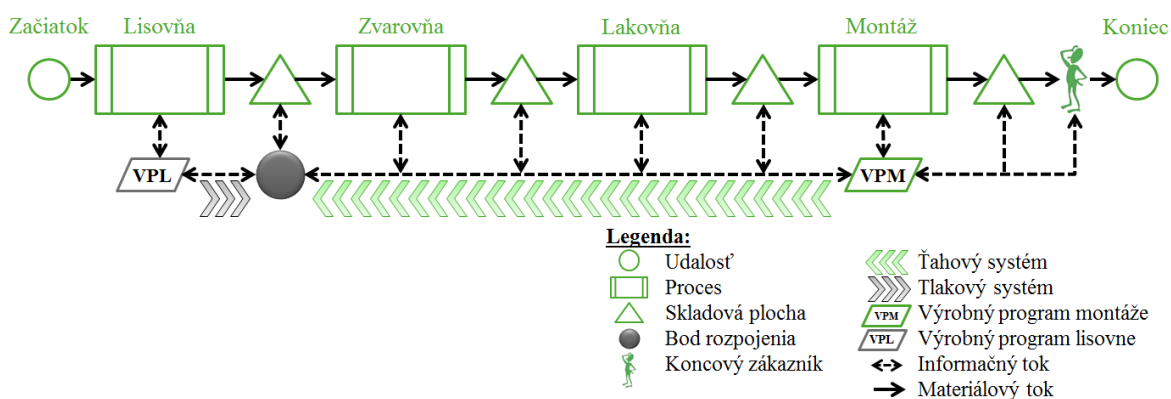 Začiatok
Lisovňa
Zvarovňa
Lakovňa
Montáž
Koniec
VPL
VPM
Legenda:
Udalosť
Proces
Skladová plocha
Bod rozpojenia
Koncový zákazník
Ťahový systém
Tlakový systém
VPM Výrobný program montáže
VPL Výrobný program lisovne
Informačný tok
Materiálový tok